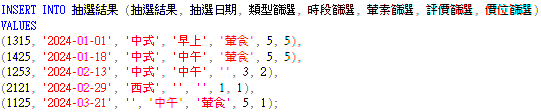 INSERT INTO 抽選結果 (抽選結果, 抽選日期, 類型篩選, 時段篩選, 葷素篩選, 評價篩選, 價位篩選)
VALUES
(1315, '2024-01-01', '中式', '早上', '葷食', 5, 5),
(1425, '2024-01-18', '中式', '中午', '葷食', 5, 5),
(1253, '2024-02-13', '中式', '中午', '', 3, 2),
(2121, '2024-02-29', '西式', '', '', 1, 1),
(1125, '2024-03-21', '', '中午', '葷食', 5, 1);